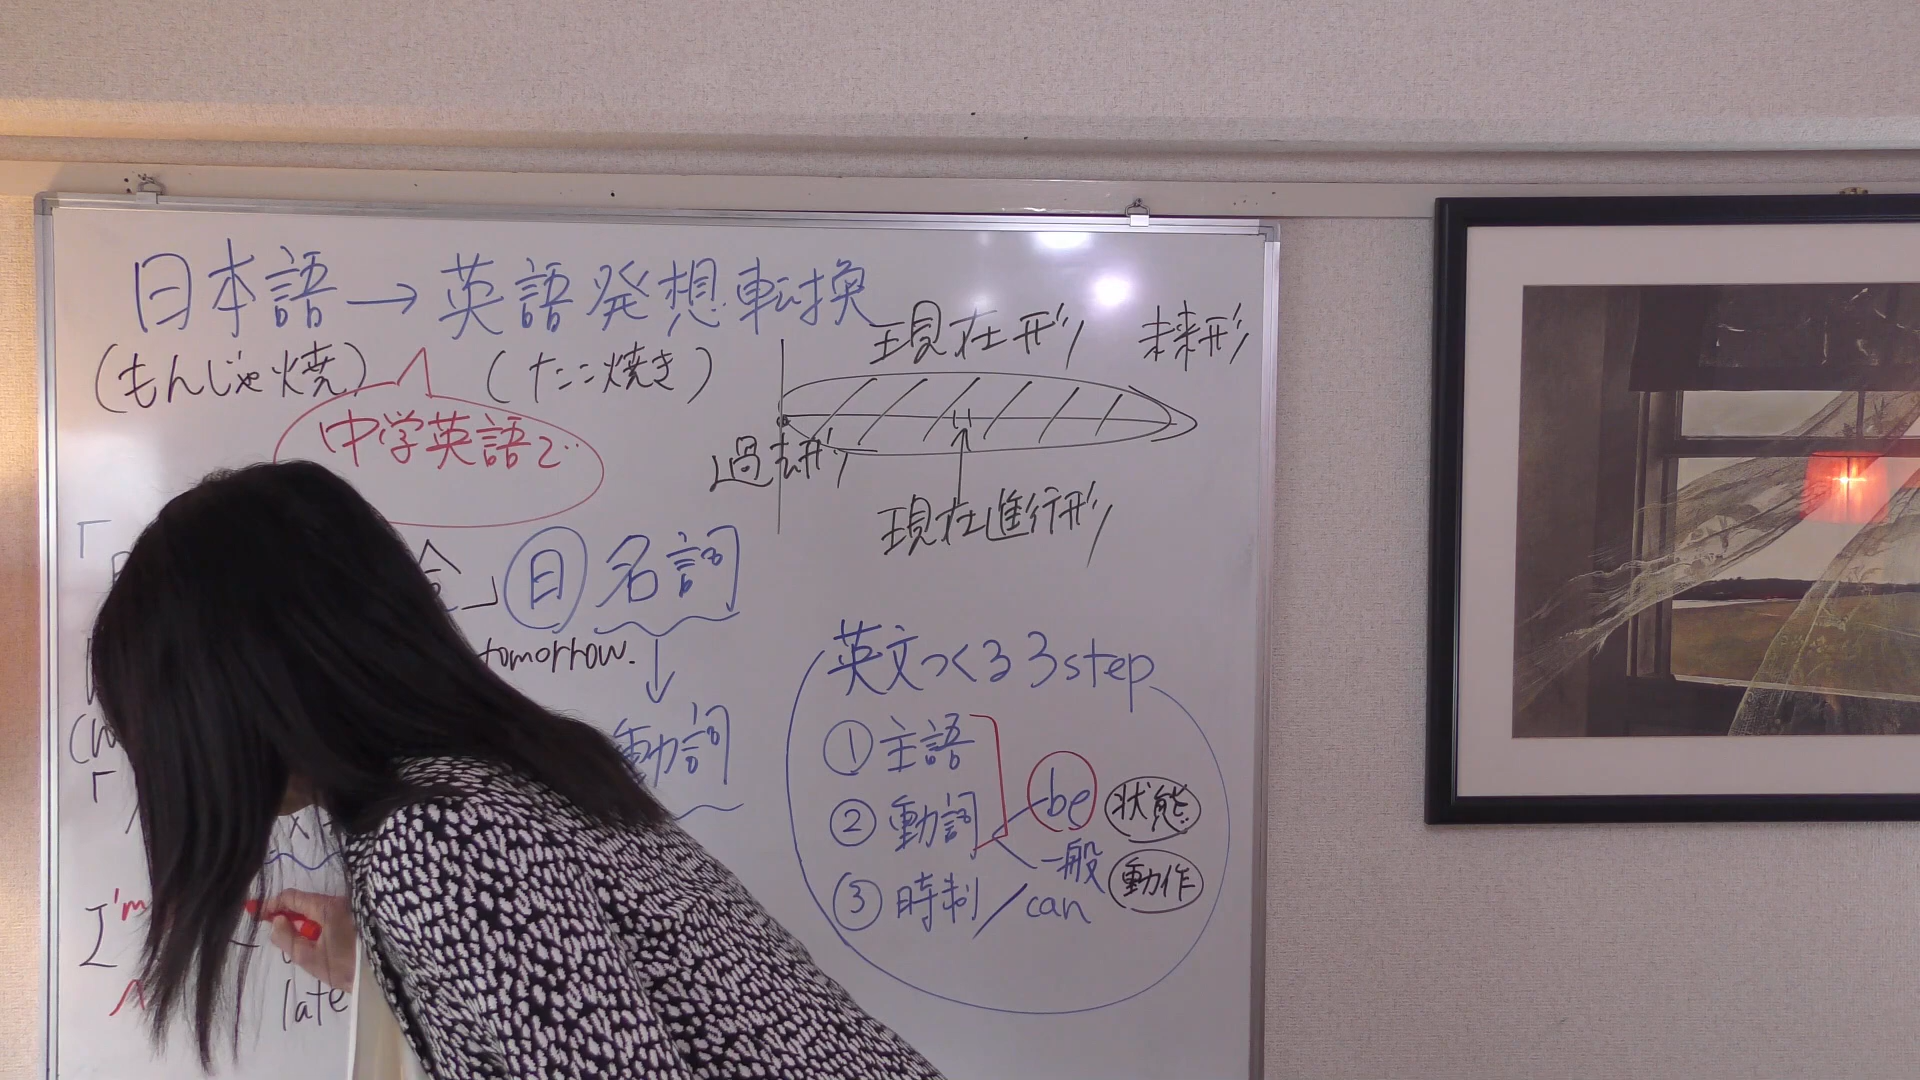 日本語→英語発想転換
(もんじゃ焼) (たこ焼き)
中学英語で
現在形 未来形
過去形
現在進行形
」 日 名詞
tomorrow.
動詞
I'm
late
英文つくる3step
① 主語
② 動詞 be 状態
一般 動作
③ 時制/can